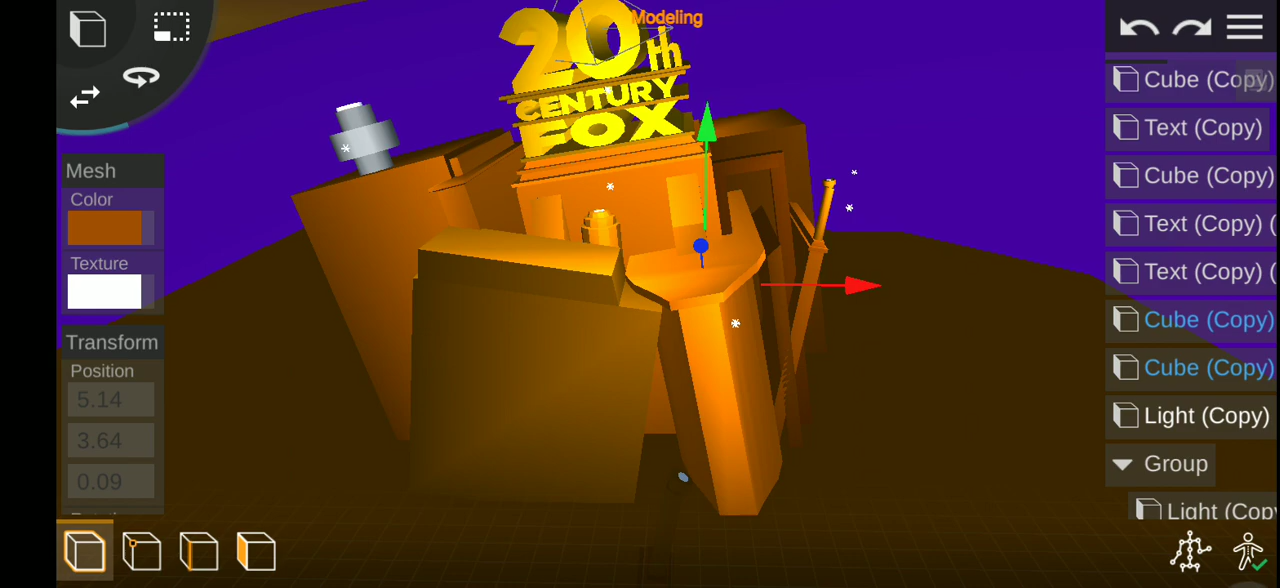 Modeling
20th
CENTURY
FOX
Mesh
Color
Texture
Transform
Position
5.14
3.64
0.09
Cube (Copy)
Text (Copy)
Cube (Copy)
Text (Copy) (
Text (Copy) (
Cube (Copy)
Cube (Copy)
Light (Copy)
Group
Light (Copy